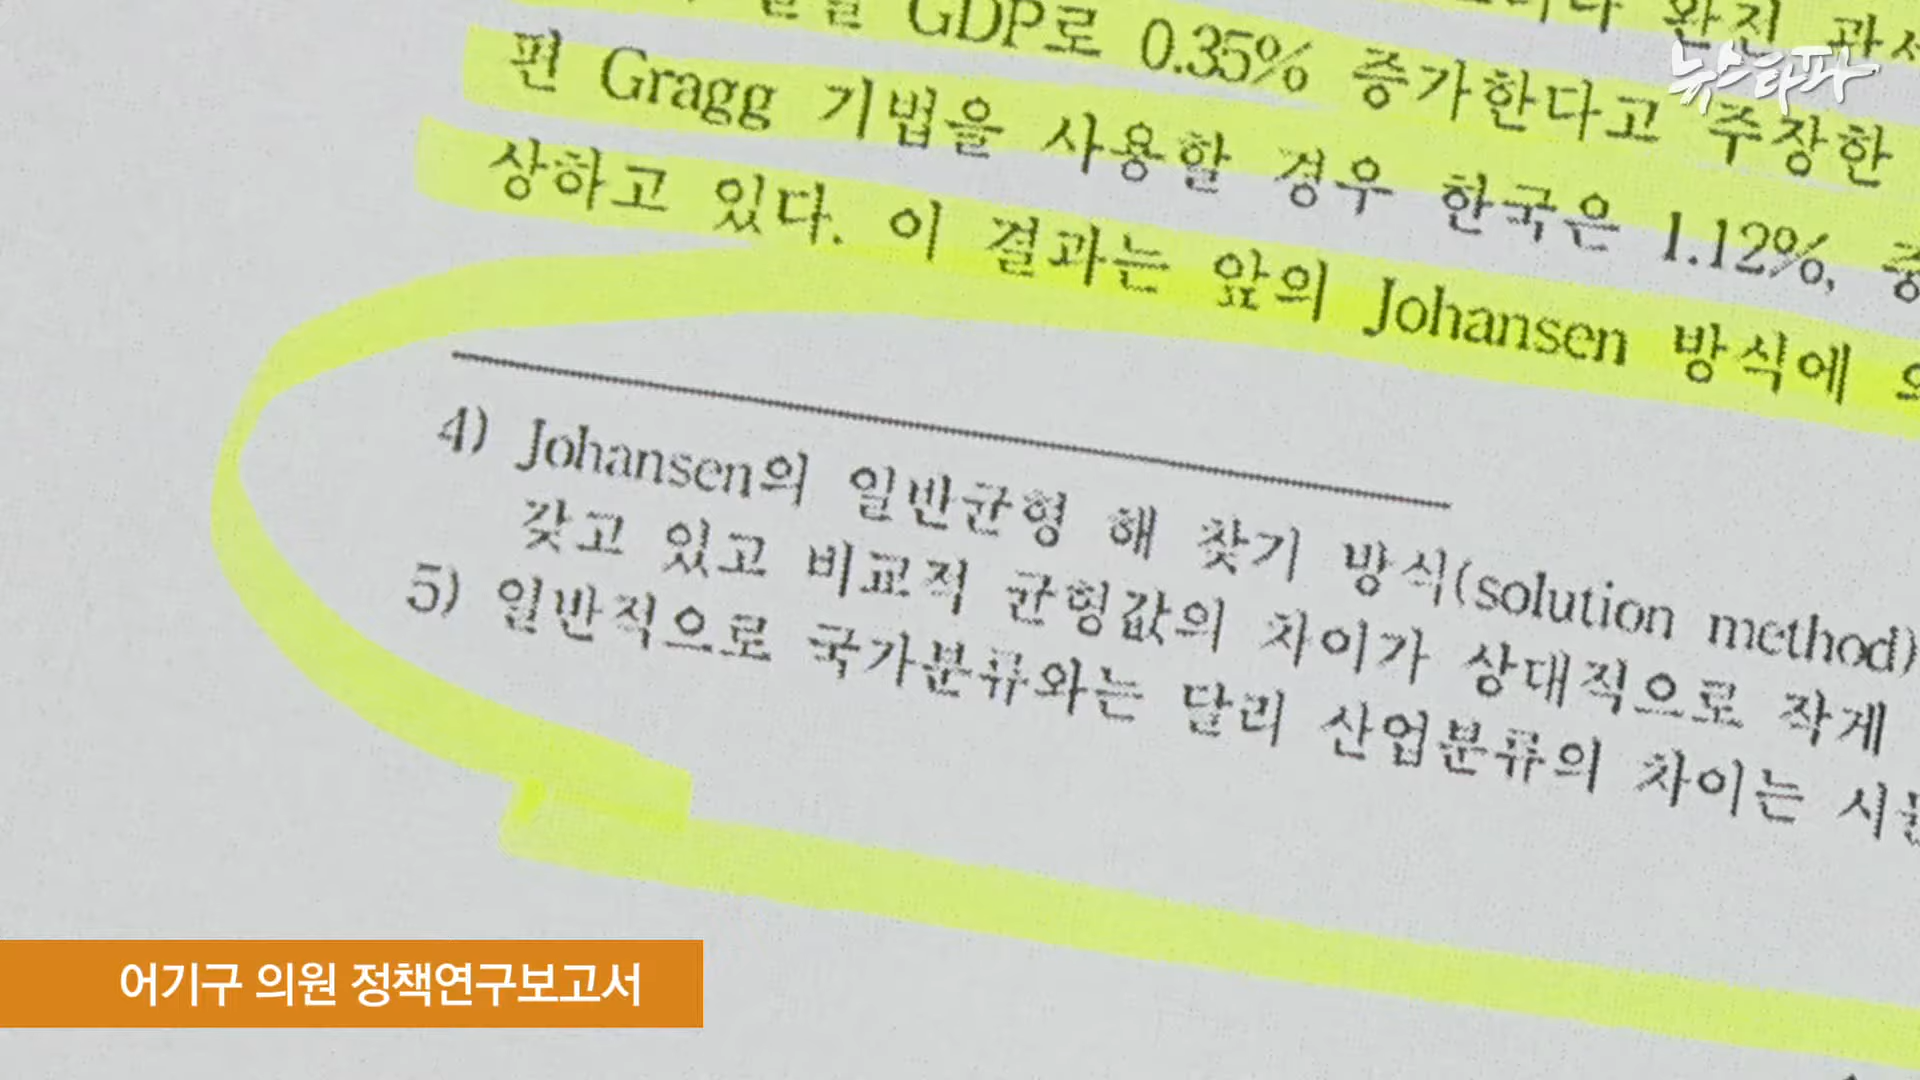 GDP로 0.35% 증가한다고 주장한
편 Gragg 기법을 사용할 경우 한국은 1.12%,
상하고 있다. 이 결과는 앞의 Johansen 방식에
4) Johansen의 일반균형 해 찾기 방식(solution method)
갖고 있고 비교적 균형값의 차이가 상대적으로 작게
5) 일반적으로 국가분류와는 달리 산업분류의 차이는
뉴스타파
어기구 의원 정책연구보고서